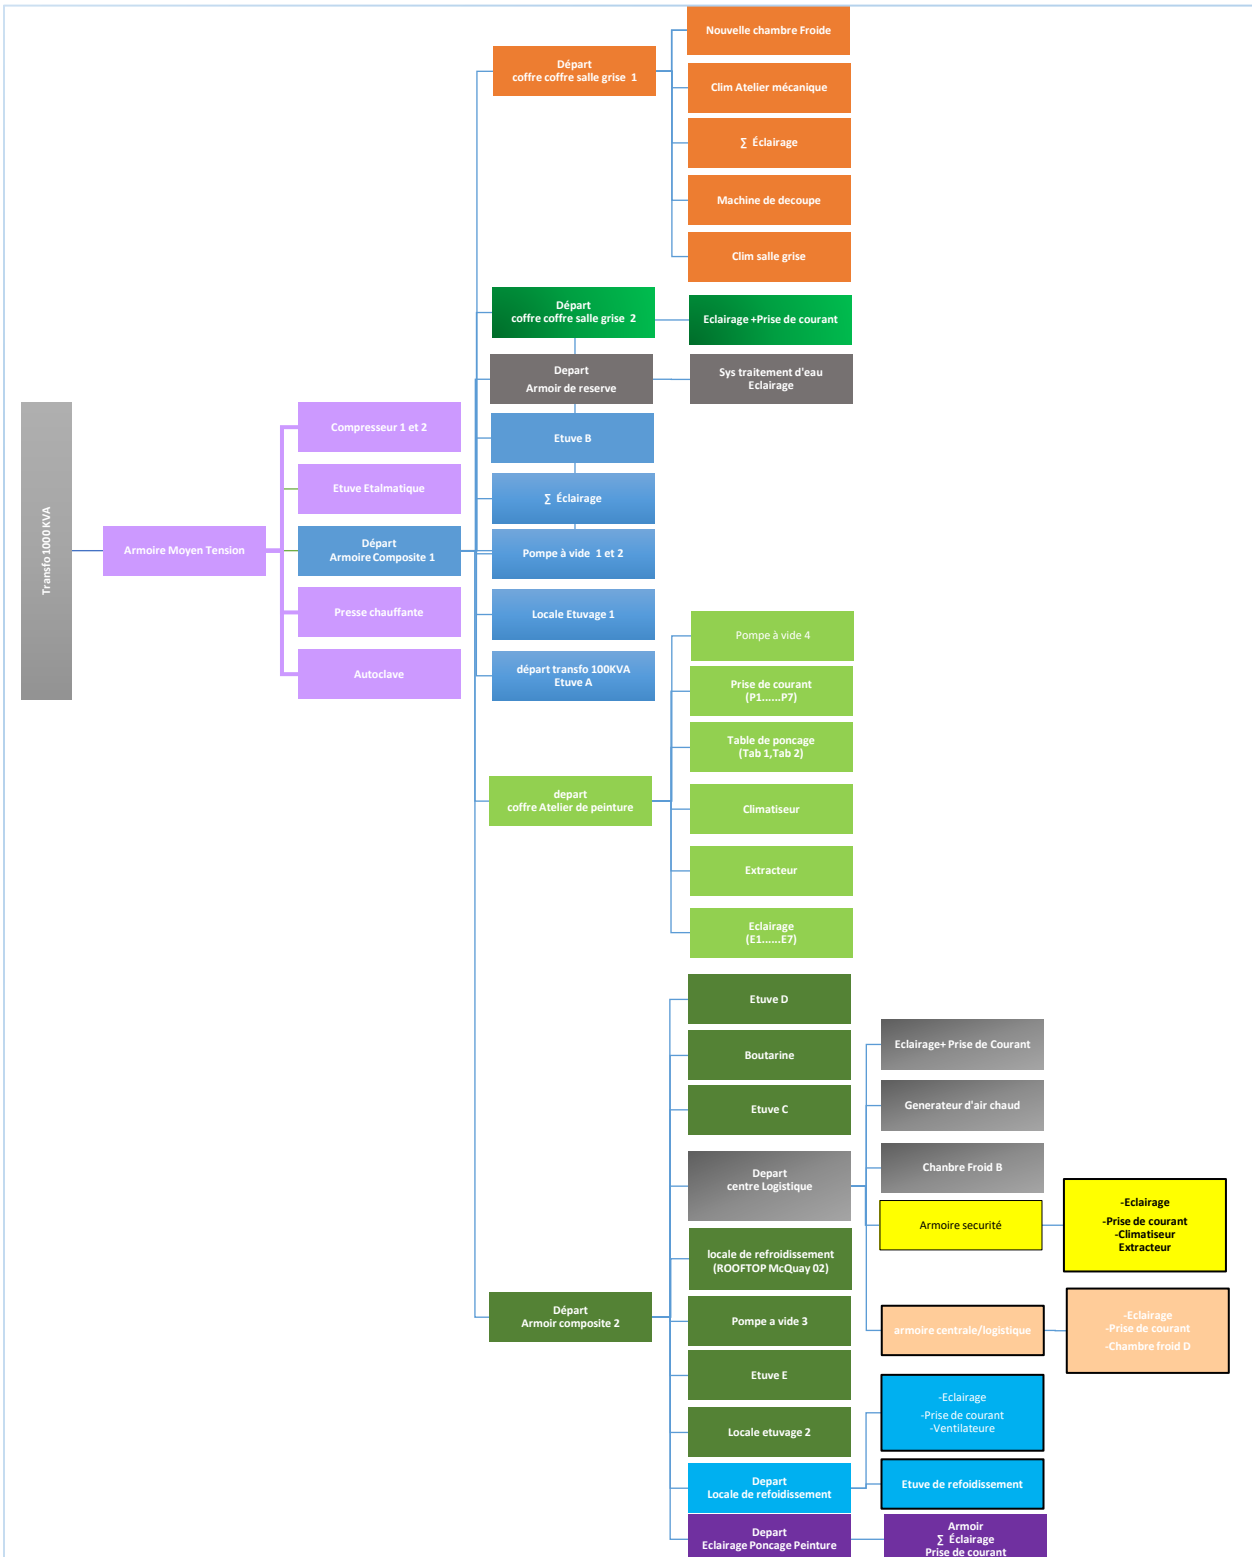 Transfo1000 KVA
Armoire Moyen Tension
Compresseur 1 et 2
Etuve Etalmatique
Départ
Armoire Composite 1
Presse chauffante
Autoclave
Départ
coffre coffre salle grise 1
Nouvelle chambre Froide
Clim Atelier mécanique
∑ Éclairage
Machine de decoupe
Clim salle grise
Départ
coffre coffre salle grise 2
Eclairage +Prise de courant
Depart
Armoir de reserve
Sys traitement d'eau
Eclairage
Etuve B
∑ Éclairage
Pompe à vide 1 et 2
Locale Etuvage 1
départ transfo 100KVA
Etuve A
depart
coffre Atelier de peinture
Pompe à vide 4
Prise de courant
(P1......P7)
Table de poncage
(Tab 1,Tab 2)
Climatiseur
Extracteur
Eclairage
(E1......E7)
Départ
Armoir composite 2
Etuve D
Boutarine
Etuve C
Depart
centre Logistique
Eclairage+ Prise de Courant
Génerateur d'air chaud
Chanbre Froid B
Armoire securité
-Eclairage
-Prise de courant
-Climatiseur
Extracteur
armoire centrale/logistique
-Eclairage
-Prise de courant
-Chambre froid D
locale de refroidissement
(ROOFTOP McQuay 02)
Pompe a vide 3
Etuve E
Locale etuvage 2
Depart
Locale de refoidissement
-Eclairage
-Prise de courant
-Ventilateure
Etuve de refoidissement
Depart
Eclairage Poncage Peinture
Armoir
∑ Éclairage
Prise de courant